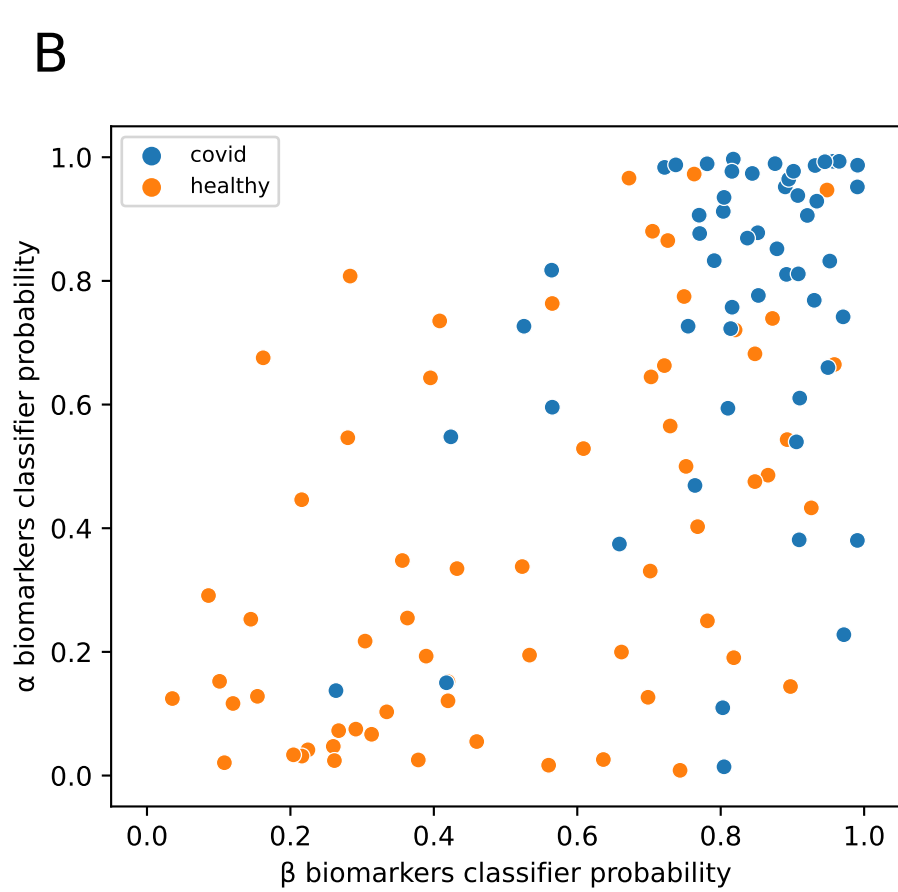 B
covid
healthy
α biomarkers classifier probability
1.0
0.8
0.6
0.4
0.2
0.0
0.0 0.2 0.4 0.6 0.8 1.0
β biomarkers classifier probability